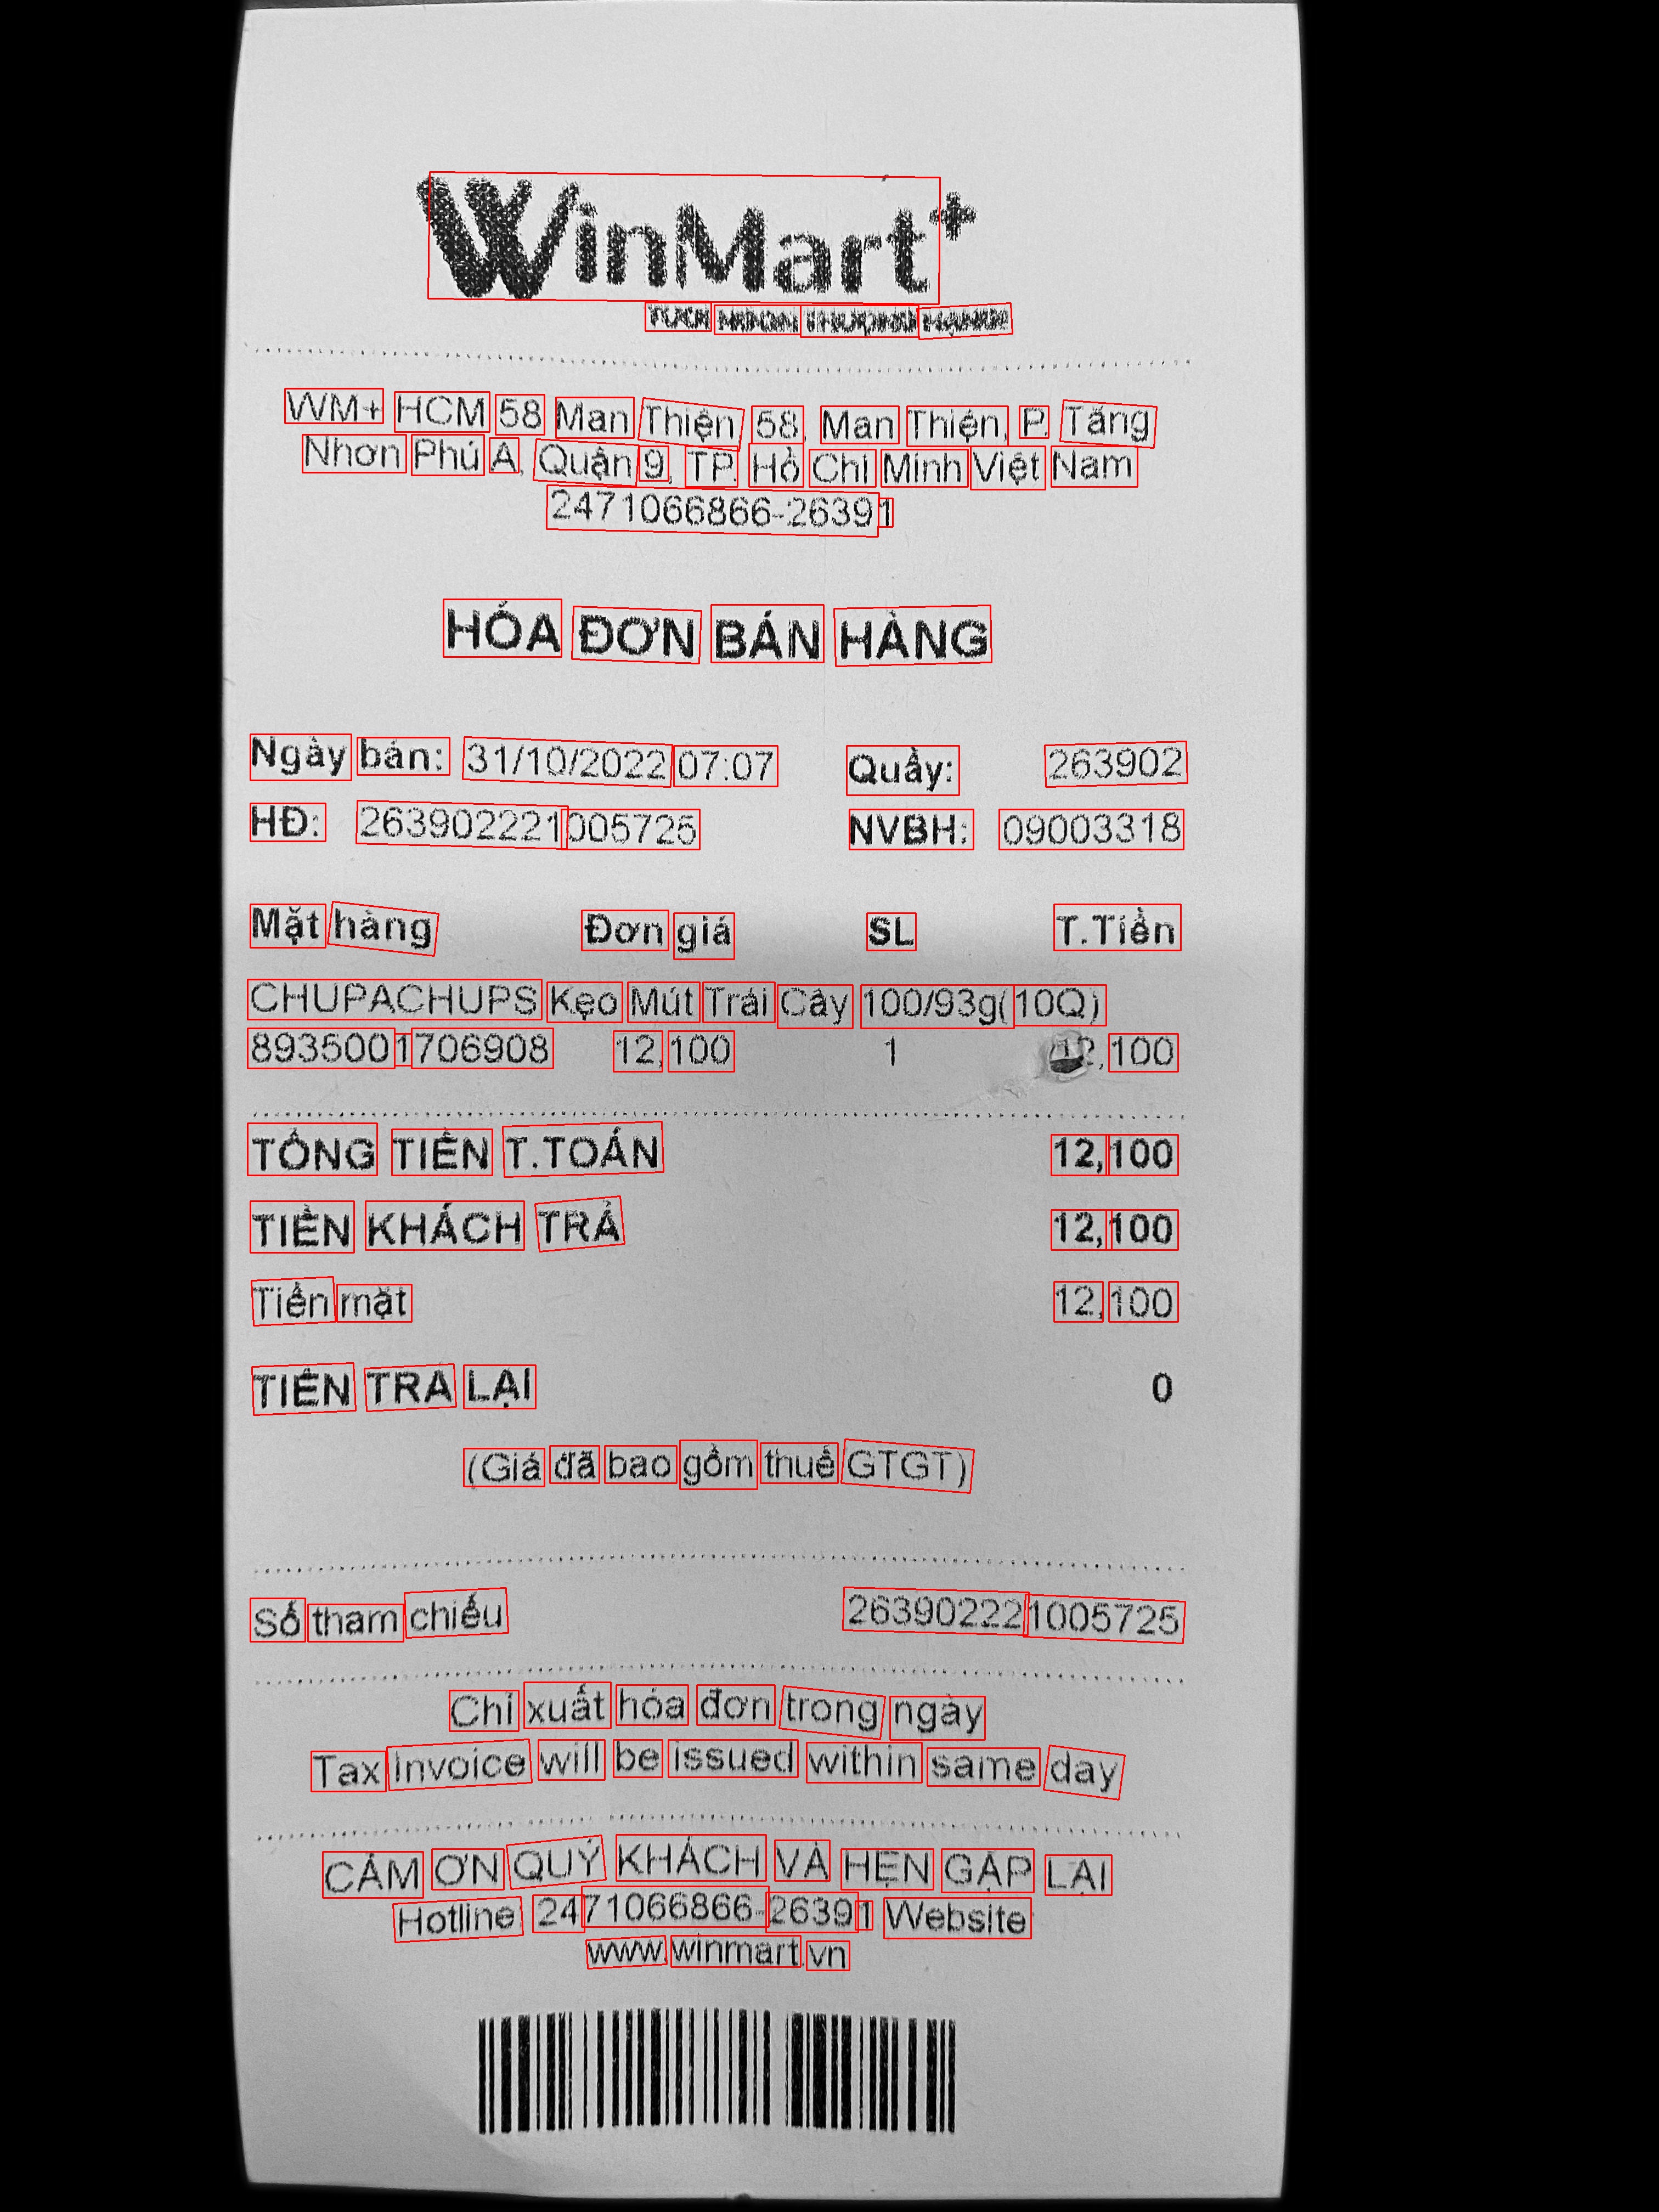 WinMart+
TƯƠI NGON THƯỢNG HẠNG
WM+ HCM 58 Man Thiện 58, Man Thiện, P. Tăng
Nhơn Phú A, Quận 9, TP. Hồ Chí Minh Việt Nam
2471066866-26391
HÓA ĐƠN BÁN HÀNG
Ngày bán: 31/10/2022 07:07 Quầy: 263902
HĐ: 263902221005725 NVBH: 09003318
Mặt hàng Đơn giá SL T.Tiền
CHUPACHUPS Kẹo Mút Trái Cây 100/93g(10Q)
8935001706908 12,100 1 12,100
TỔNG TIỀN T.TOÁN 12,100
TIỀN KHÁCH TRẢ 12,100
Tiền mặt 12,100
TIỀN TRẢ LẠI 0
(Giá đã bao gồm thuế GTGT)
Số tham chiếu 263902221005725
Chỉ xuất hóa đơn trong ngày
Tax invoice will be issued within same day
CẢM ƠN QUÝ KHÁCH VÀ HẸN GẶP LẠI
Hotline 2471066866-26391 Website
www.winmart.vn